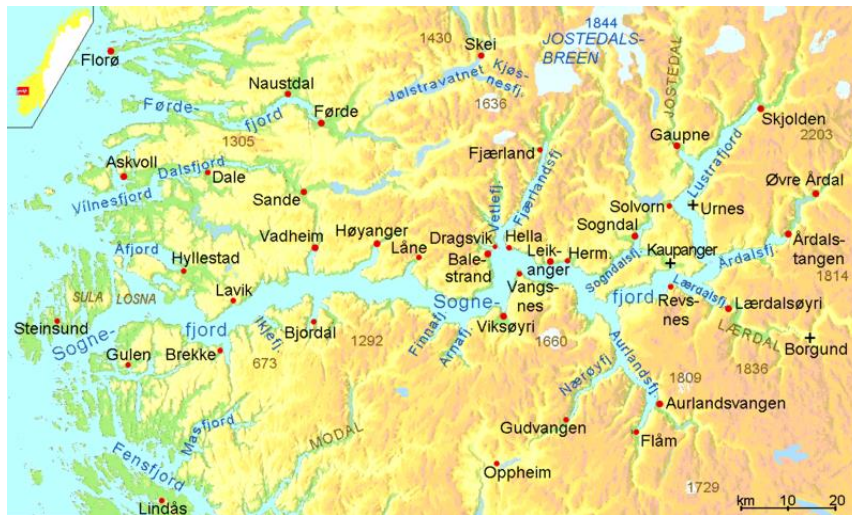 1844
JOSTEDALS-
BREEN
1430
Skei
Florø
Kjøs-
nesfj.
Naustdal
Jølstravatnet
JOSTEDAL
Førde-
fjord
Førde
1636
Skjolden
2203
1305
Gaupne
Fjærland
Askvoll
Dalsfjord
Dale
Lustrafjord
Øvre Årdal
Vilnesfjord
Sande
Vetlefj
Fjærlandsfj.
Solvorn
Urnes
Åfjord
Vadheim
Høyanger
Dragsvik
Hella
Sogndal
Låne
Bale-
strand
Leik-
anger
Herm.
Kaupanger
Årdals-
tangen
Årdalsfj.
Hyllestad
Sogndalsfj.
1814
SULA
LOSNA
Lavik
Vangs-
nes
Sogne-
fjord
Revs-
nes
Lærdalsfj.
Lærdalsøyri
Steinsund
Sogne-
fjord
Iklefj.
Bjordal
1292
Finnafj.
Arnafj.
Viksøyri
1660
LÆRDAL
Borgund
Gulen
Brekke
673
Nærøyfj.
Aurlandsfj.
1836
1809
Aurlandsvangen
Masfjord
MODAL
Gudvangen
Flåm
Fensfjord
Oppheim
1729
Lindås
km 10 20